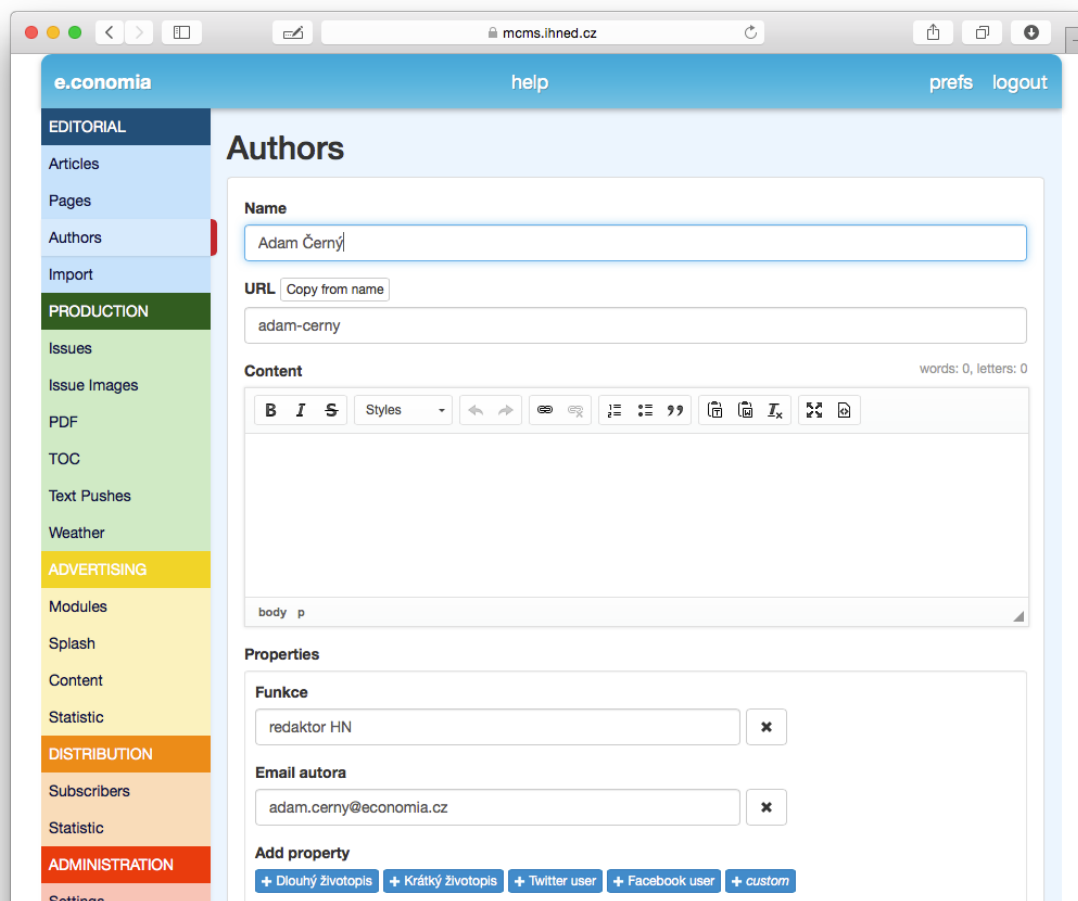 mcms.ihned.cz
e.conomia help prefs logout
EDITORIAL
Articles
Pages
Authors
Import
PRODUCTION
Issues
Issue Images
PDF
TOC
Text Pushes
Weather
ADVERTISING
Modules
Splash
Content
Statistic
DISTRIBUTION
Subscribers
Statistic
ADMINISTRATION
Settings
Authors
Name
Adam Černý
URL Copy from name
adam-cerny
Content words: 0, letters: 0
B I S Styles
body p
Properties
Funkce
redaktor HN
Email autora
adam.cerny@economia.cz
Add property
+ Dlouhý životopis + Krátký životopis + Twitter user + Facebook user + custom